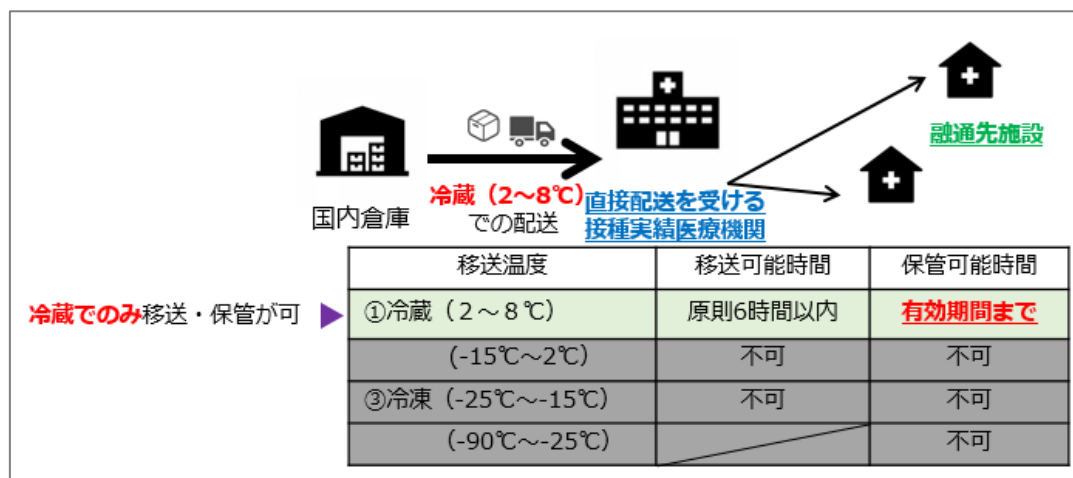 融通先施設
国内倉庫
冷蔵（2～8℃）
での配送
直接配送を受ける
接種実績医療機関
移送温度 移送可能時間 保管可能時間
冷蔵でのみ移送・保管が可
①冷蔵（2～8℃） 原則6時間以内 有効期間まで
(-15℃～2℃) 不可 不可
③冷凍（-25℃～-15℃） 不可 不可
(-90℃～-25℃) 不可